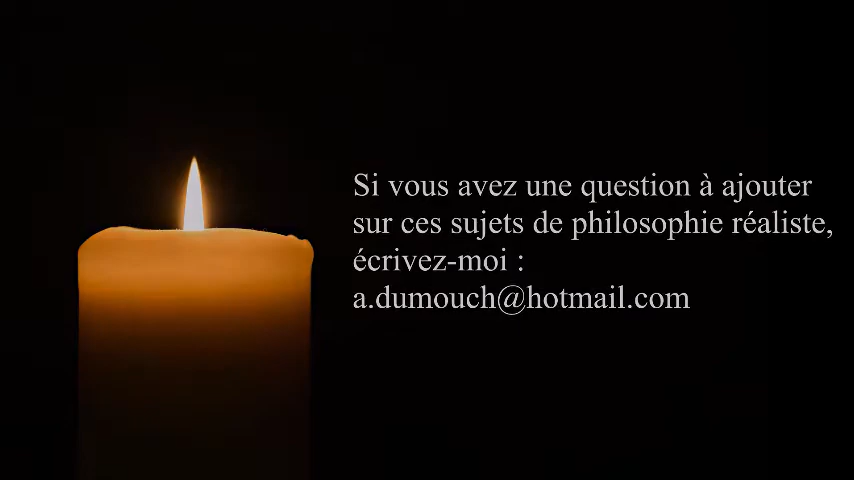 Si vous avez une question à ajouter
sur ces sujets de philosophie réaliste,
écrivez-moi :
a.dumouch@hotmail.com